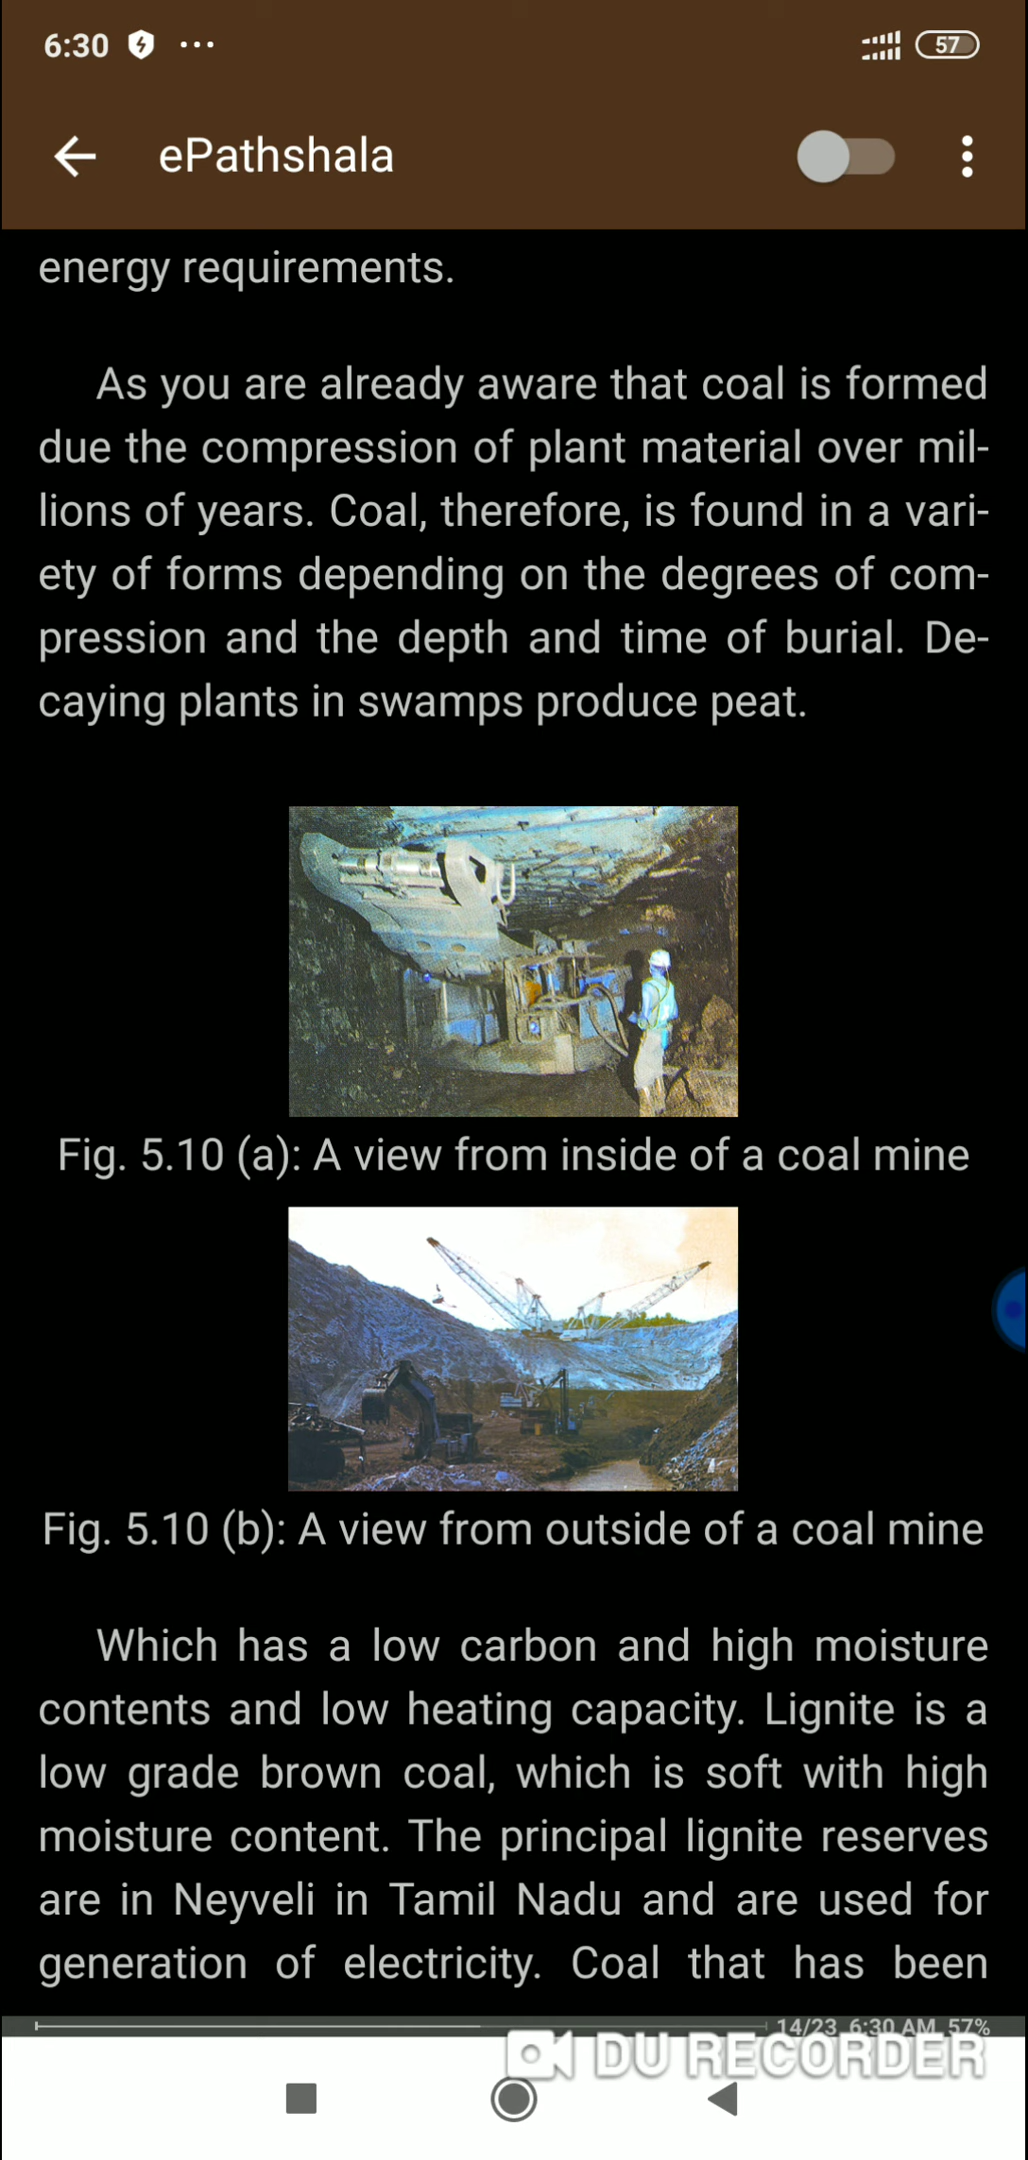 6:30
57
ePathshala
energy requirements.
As you are already aware that coal is formed
due the compression of plant material over mil-
lions of years. Coal, therefore, is found in a vari-
ety of forms depending on the degrees of com-
pression and the depth and time of burial. De-
caying plants in swamps produce peat.
Fig. 5.10 (a): A view from inside of a coal mine
Fig. 5.10 (b): A view from outside of a coal mine
Which has a low carbon and high moisture
contents and low heating capacity. Lignite is a
low grade brown coal, which is soft with high
moisture content. The principal lignite reserves
are in Neyveli in Tamil Nadu and are used for
generation of electricity. Coal that has been
14/23 6:30 AM 57%
DU RECORDER